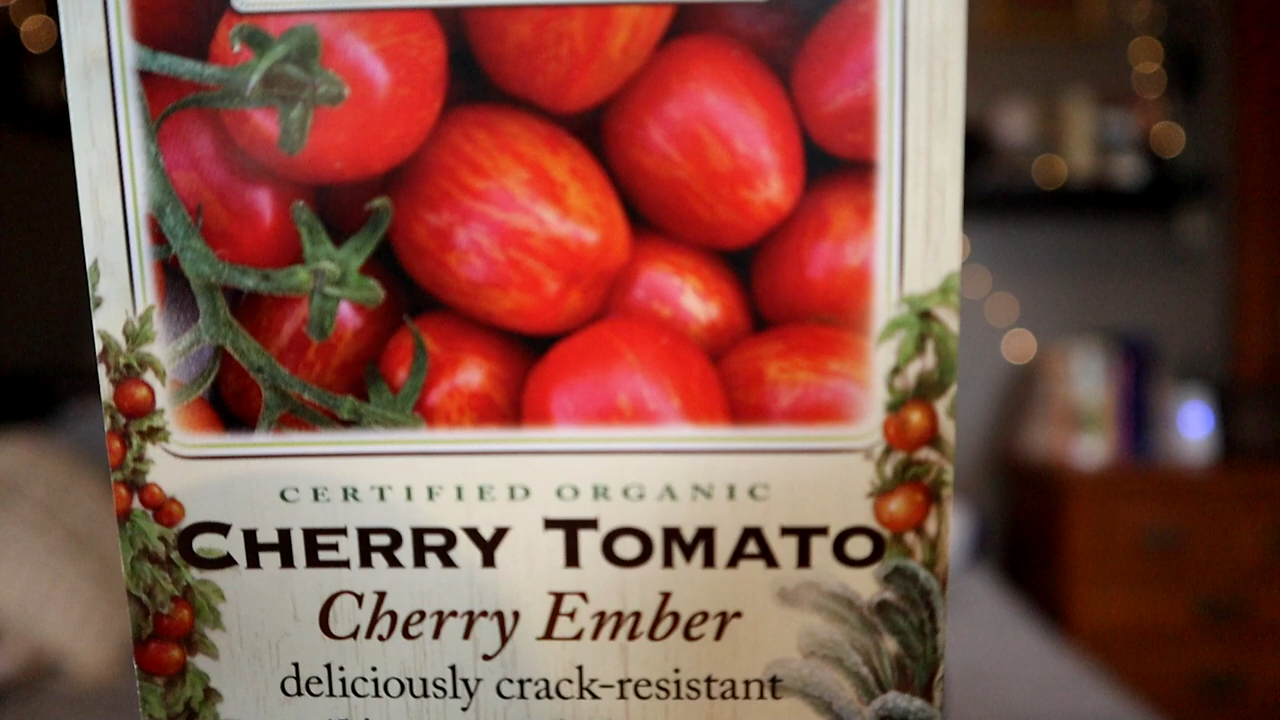 CERTIFIED ORGANIC
CHERRY TOMATO
Cherry Ember
deliciously crack-resistant